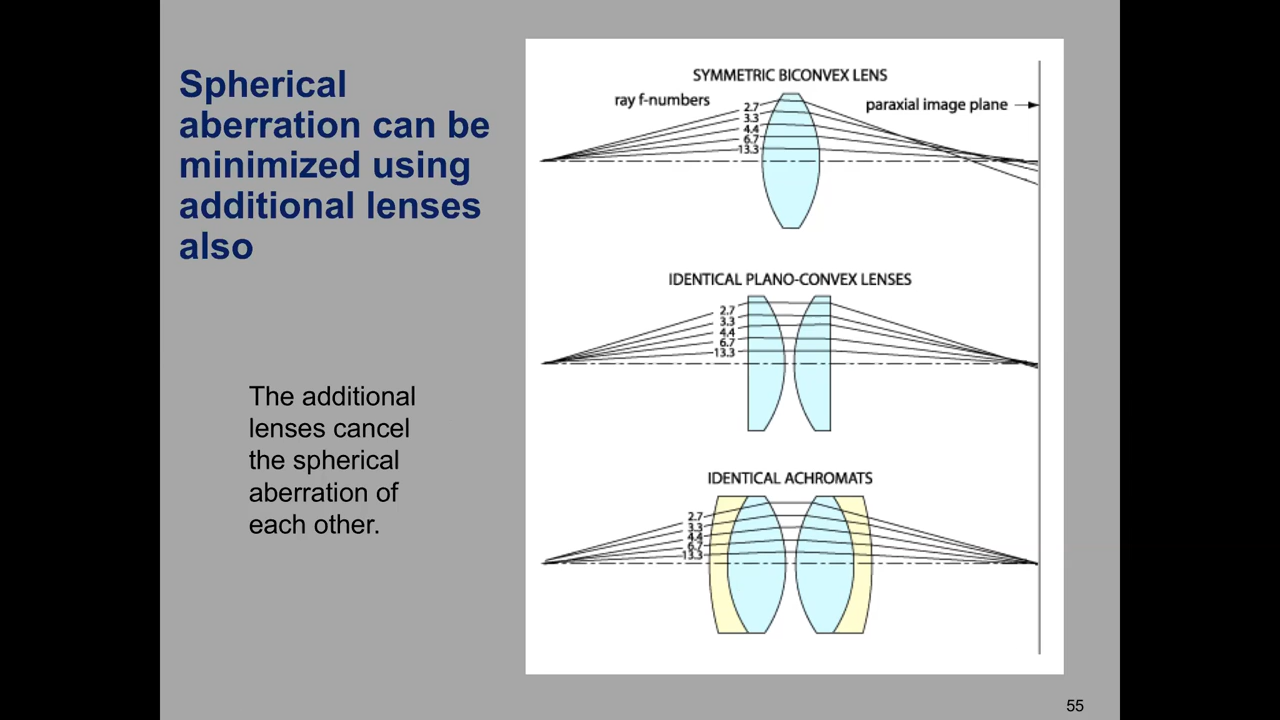 Spherical
aberration can be
minimized using
additional lenses
also
The additional
lenses cancel
the spherical
aberration of
each other.
SYMMETRIC BICONVEX LENS
ray f-numbers
paraxial image plane
2.7
3.3
4.4
6.7
13.3
IDENTICAL PLANO-CONVEX LENSES
2.7
3.3
4.4
6.7
13.3
IDENTICAL ACHROMATS
2.7
3.3
4.4
6.7
13.3
55